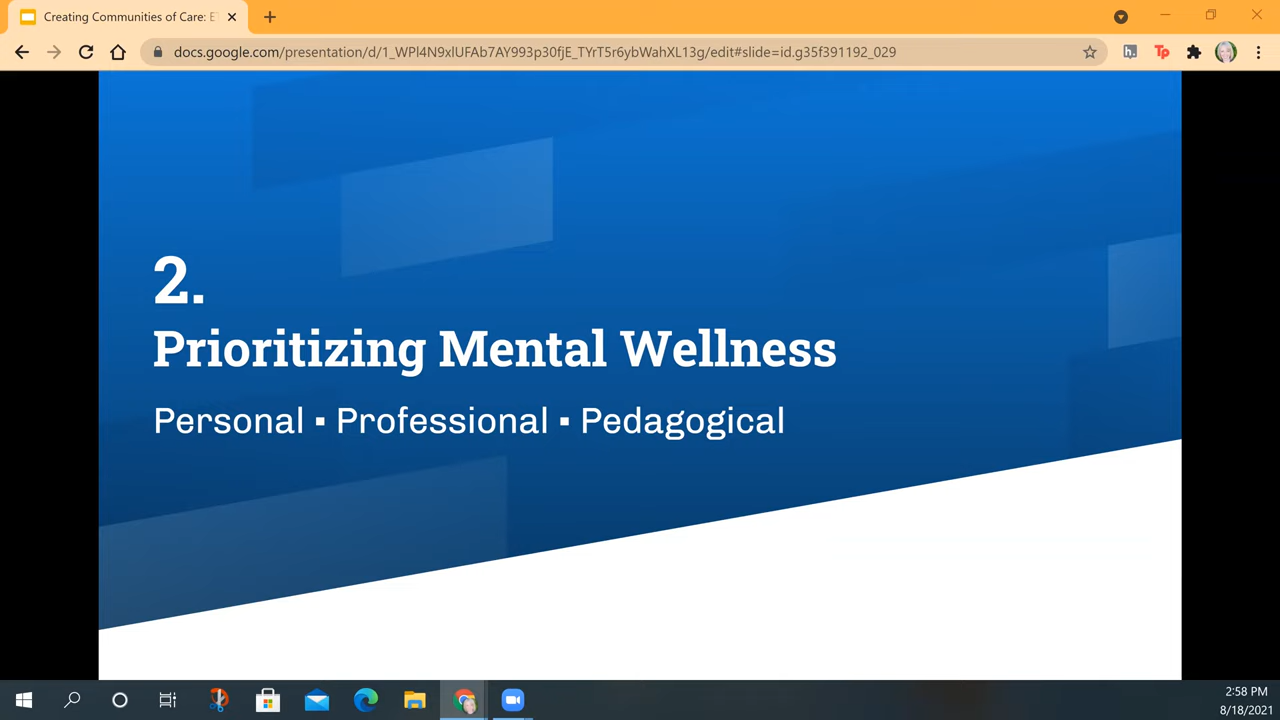 Creating Communities of Care: E
docs.google.com/presentation/d/1_WPl4N9xlUFAb7AY993p30fjE_TYrT5r6ybWahXL13g/edit#slide=id.g35f391192_029
h.
Tp
2.
Prioritizing Mental Wellness
Personal ▪ Professional ▪ Pedagogical
2:58 PM
8/18/2021